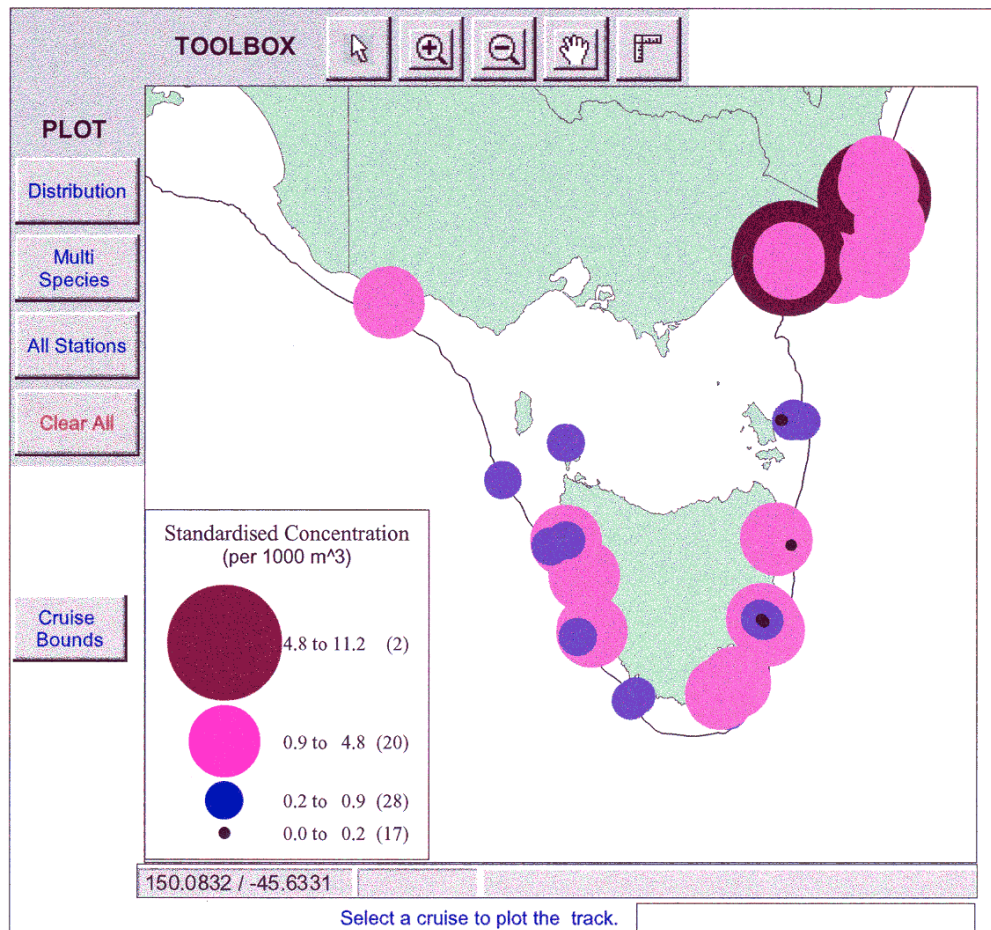 TOOLBOX
PLOT
Distribution
Multi
Species
All Stations
Clear All
Cruise
Bounds
Standardised Concentration
(per 1000 m^3)
4.8 to 11.2 (2)
0.9 to 4.8 (20)
0.2 to 0.9 (28)
0.0 to 0.2 (17)
150.0832 / -45.6331
Select a cruise to plot the track.